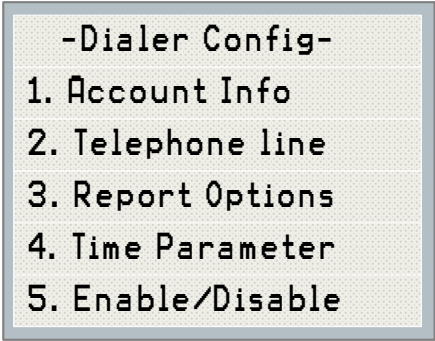 -Dialer Config-
1. Account Info
2. Telephone line
3. Report Options
4. Time Parameter
5. Enable/Disable